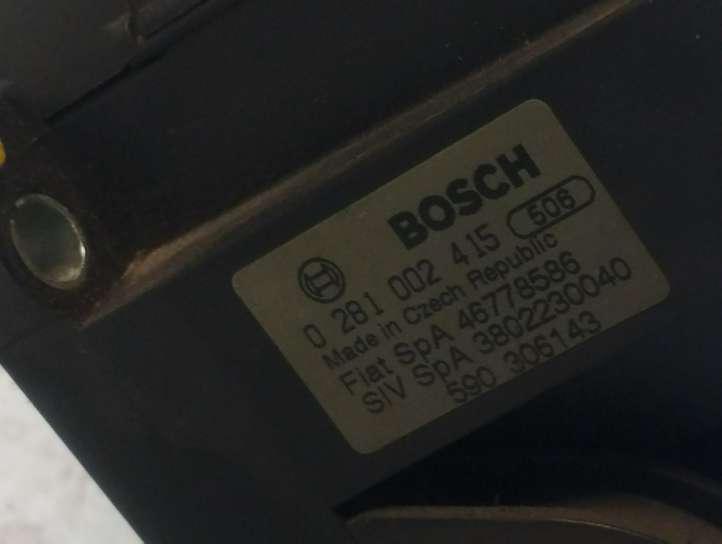 BOSCH
0 281 002 415 506
Made in Czech Republic
Fiat SpA 46778586
SIV SpA 3802230040
590 306143